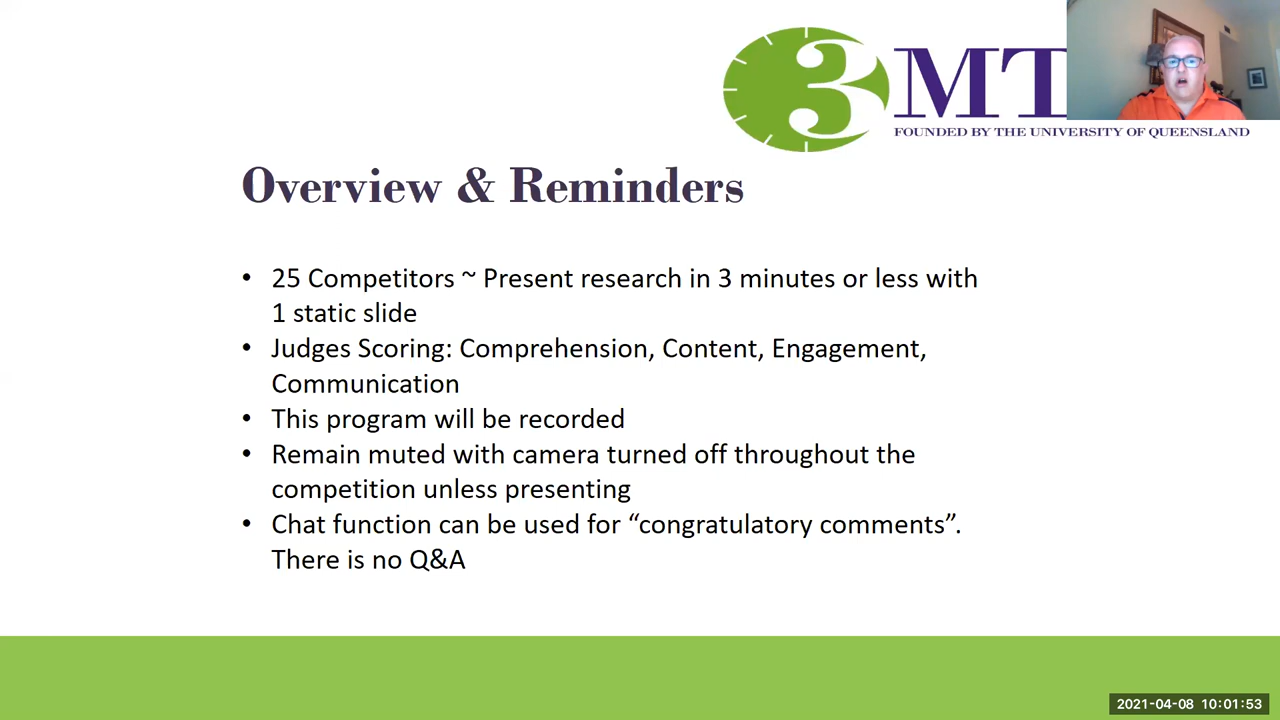 3MT
FOUNDED BY THE UNIVERSITY OF QUEENSLAND
Overview & Reminders
• 25 Competitors ~ Present research in 3 minutes or less with
1 static slide
• Judges Scoring: Comprehension, Content, Engagement,
Communication
• This program will be recorded
• Remain muted with camera turned off throughout the
competition unless presenting
• Chat function can be used for “congratulatory comments”.
There is no Q&A
2021-04-08 10:01:53